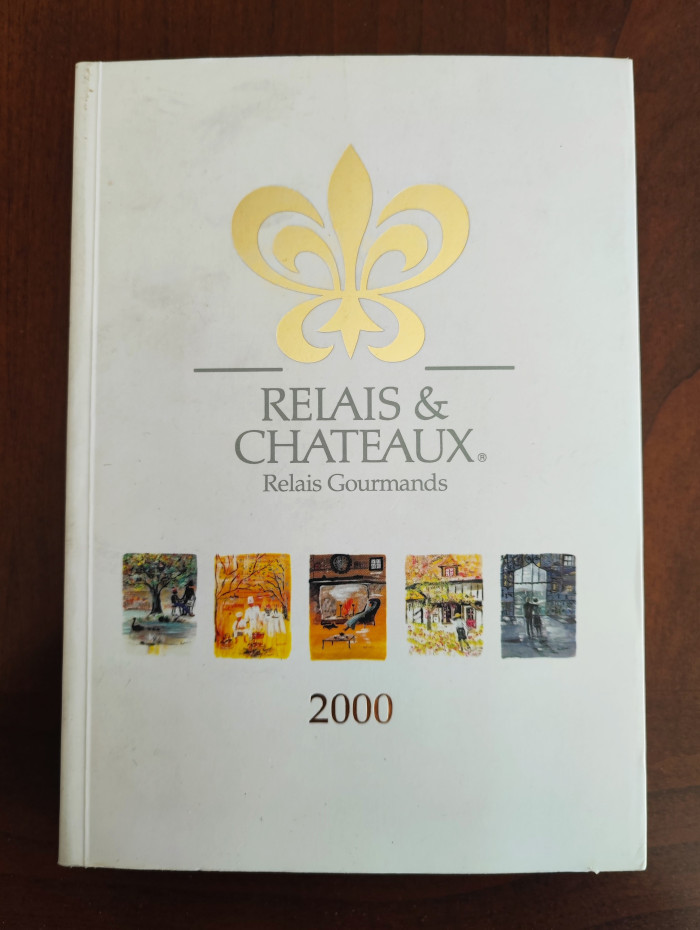 RELAIS &
CHATEAUX®
Relais Gourmands
2000